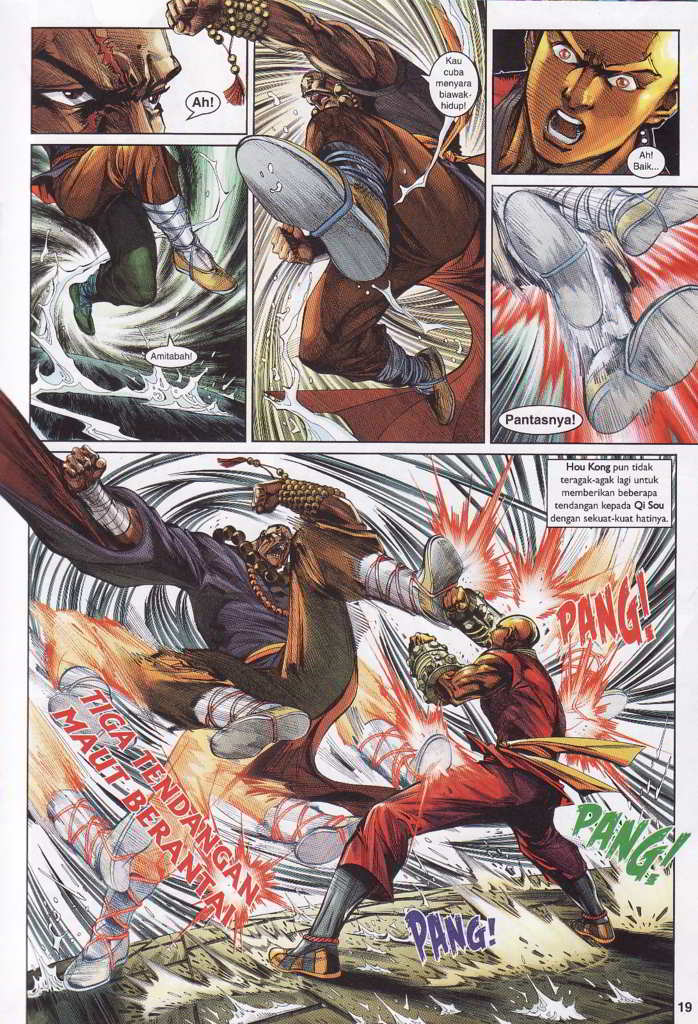 Ah!
Kau
cuba
menyara
biawak-
hidup!
Ah!
Baik...
Amitabah!
Pantasnya!
Hou Kong pun tidak
teragak-agak lagi untuk
memberikan beberapa
tendangan kepada Qi Sou
dengan sekuat-kuat hatinya.
PANG!
TIGA TENDANGAN
MAUT-BERANTAI
PANG!
PANG!
19